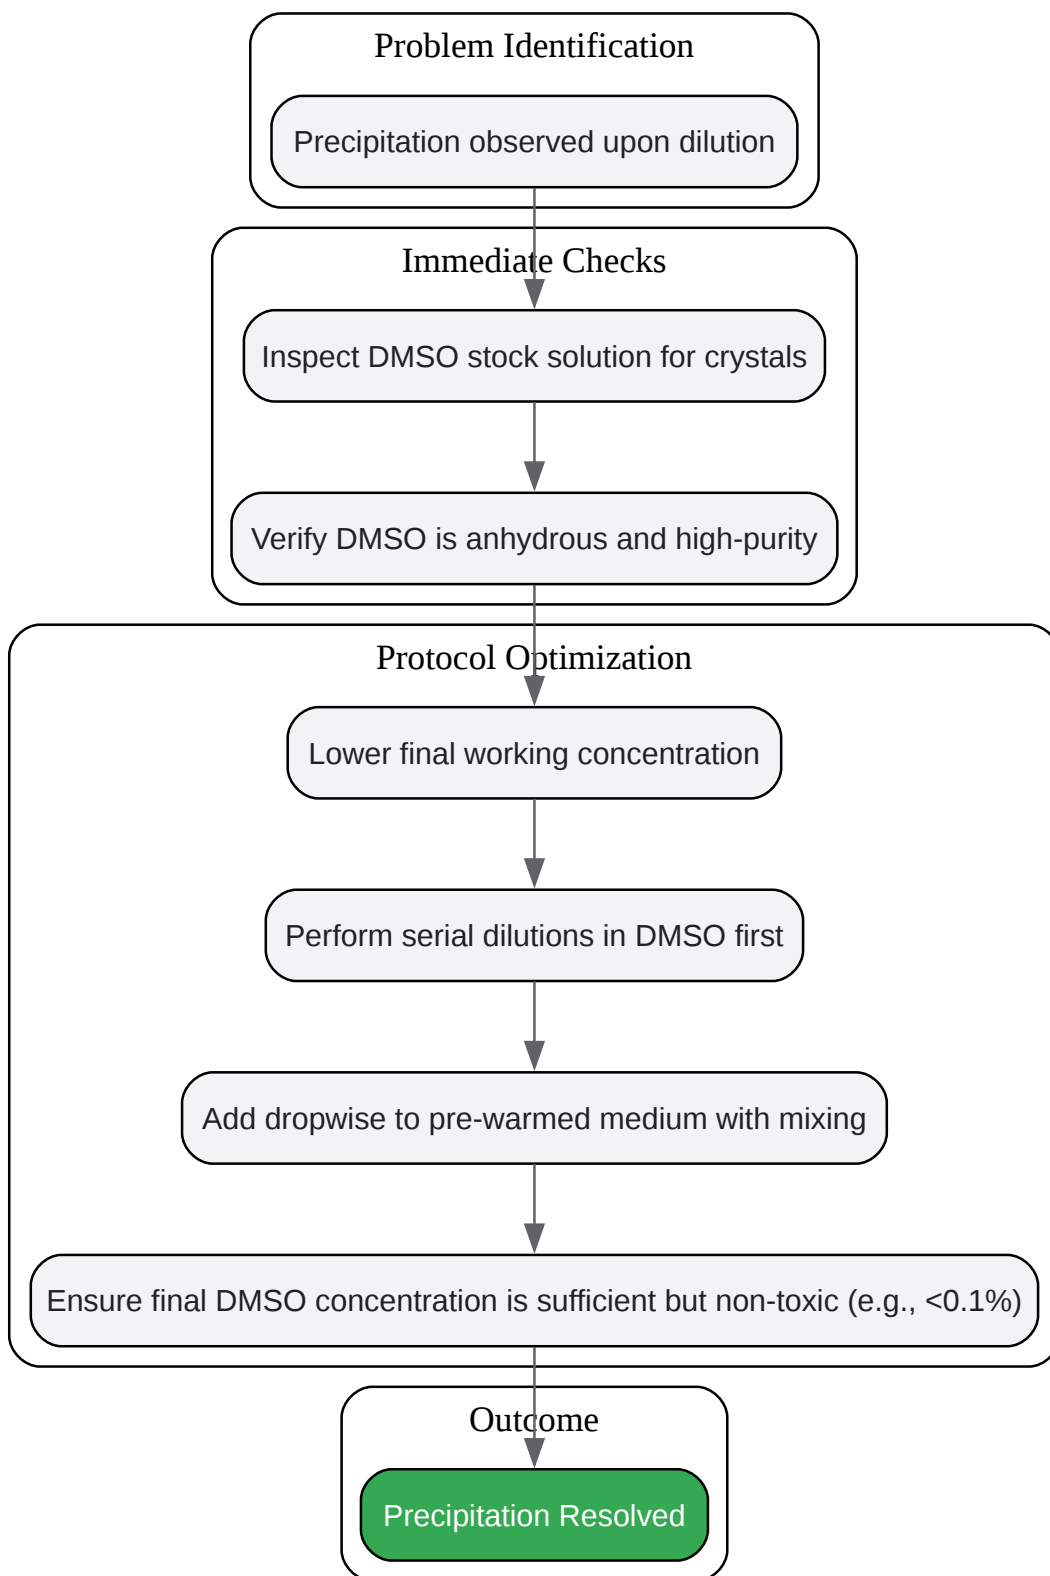 Problem Identification
Precipitation observed upon dilution
Immediate Checks
Inspect DMSO stock solution for crystals
Verify DMSO is anhydrous and high-purity
Protocol Optimization
Lower final working concentration
Perform serial dilutions in DMSO first
Add dropwise to pre-warmed medium with mixing
Ensure final DMSO concentration is sufficient but non-toxic (e.g., <0.1%)
Outcome
Precipitation Resolved